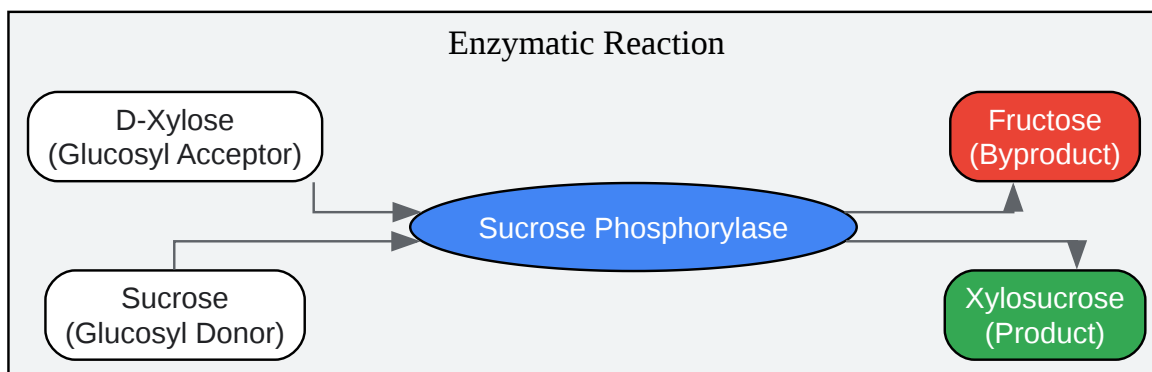 Enzymatic Reaction
D-Xylose
(Glucosyl Acceptor)
Sucrose
(Glucosyl Donor)
Sucrose Phosphorylase
Fructose
(Byproduct)
Xylosucrose
(Product)